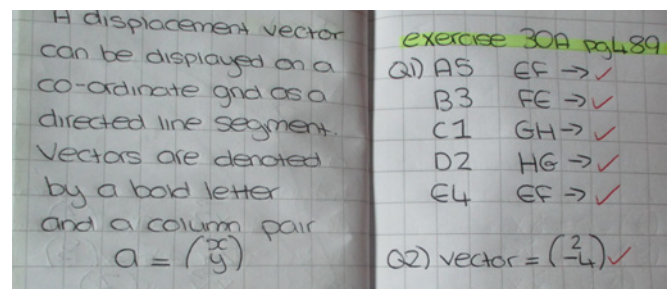 A displacement vector
can be displayed on a
co-ordinate grid as a
directed line segment.
Vectors are denoted
by a bold letter
and a column pair
a = (x y)
exercise 30A pg489
Q1) A5 EF → ✓
B3 FE → ✓
C1 GH → ✓
D2 HG → ✓
E4 EF → ✓
Q2) vector = (2 -4) ✓